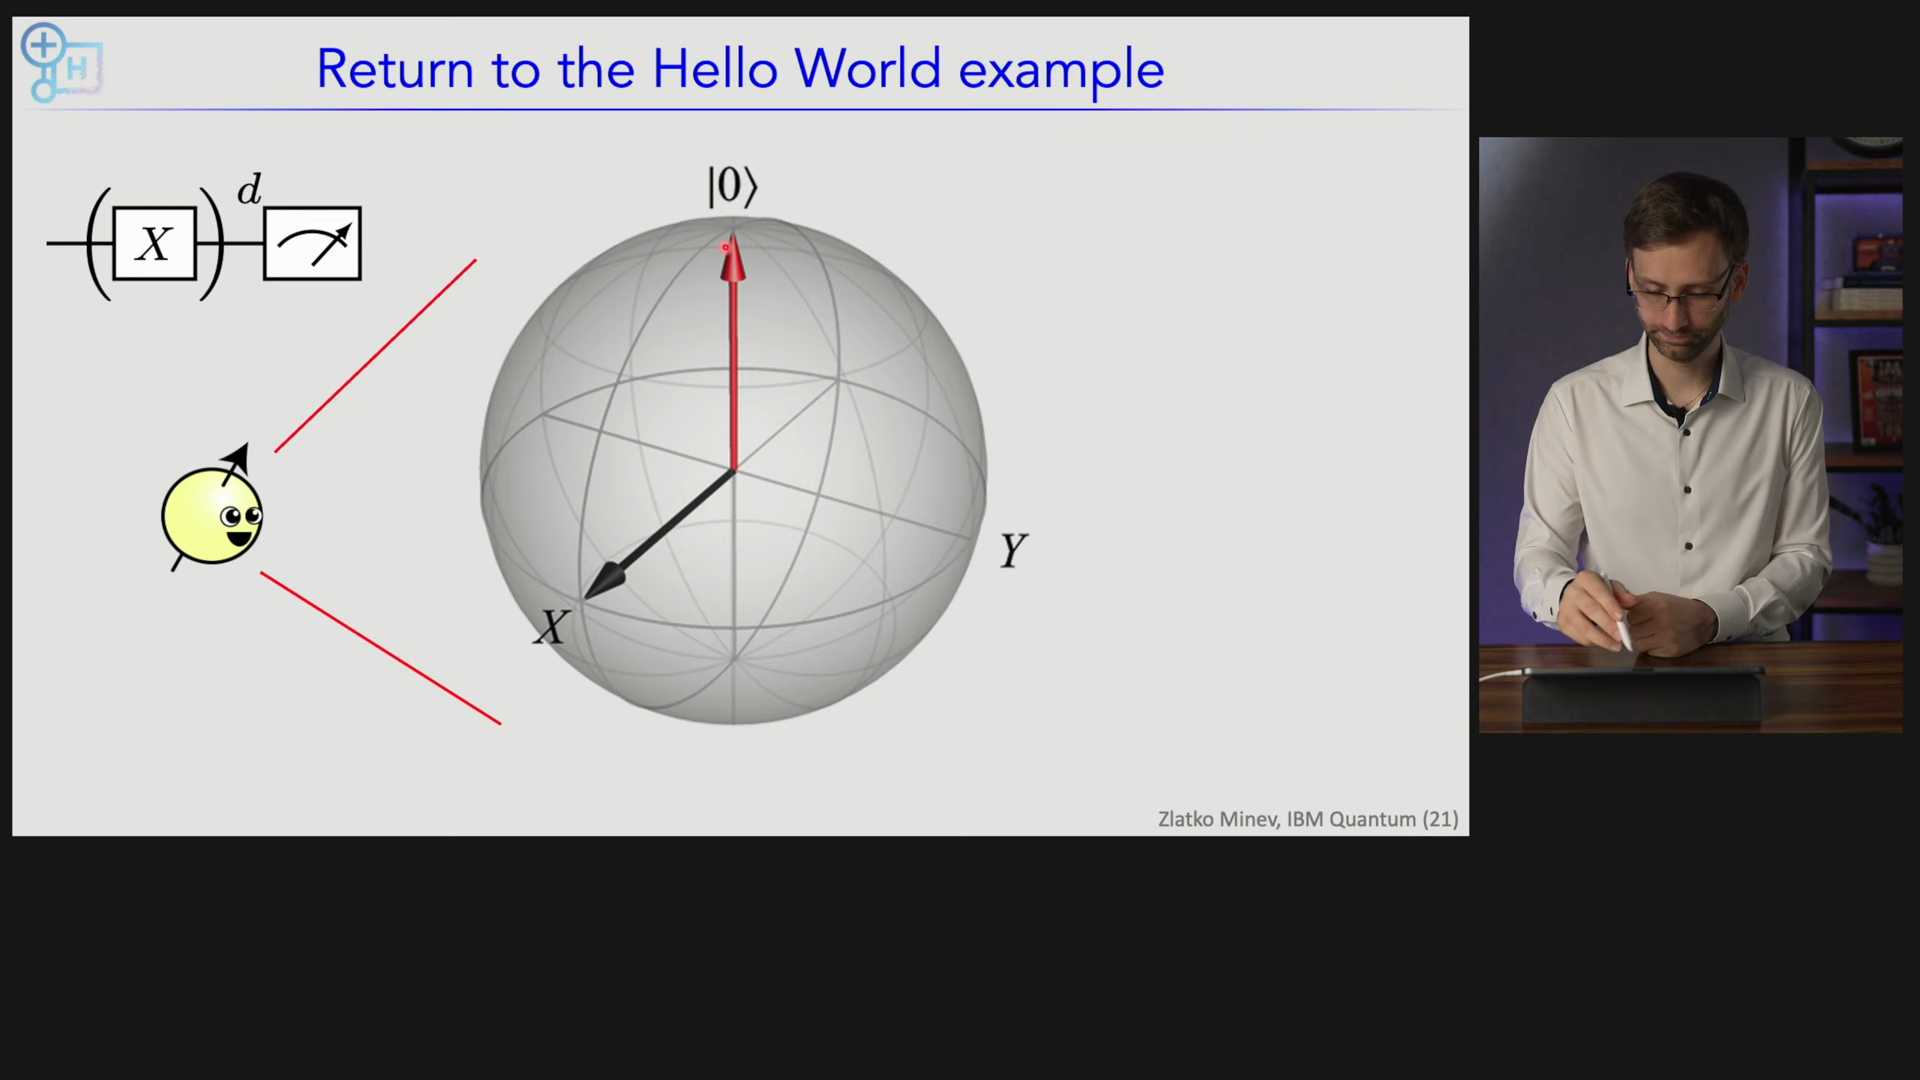 H
Return to the Hello World example
(X)
d
|0⟩
Y
X
Zlatko Minev, IBM Quantum (21)